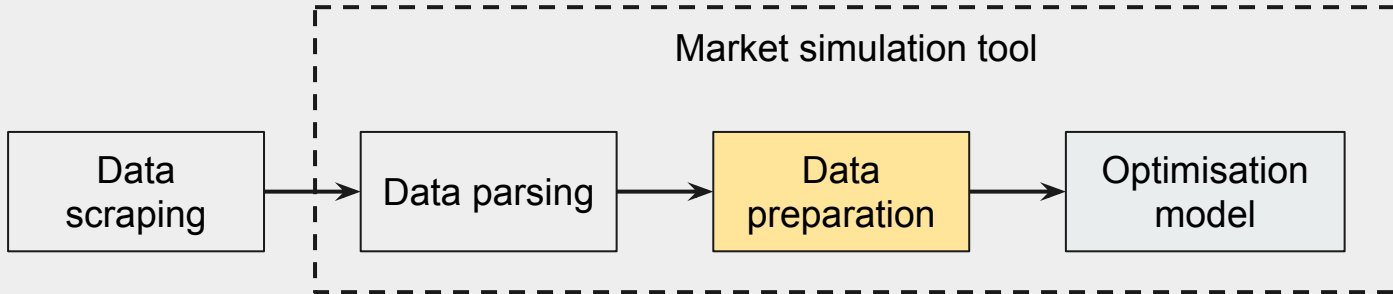 Market simulation tool
Data
scraping
Data parsing
Data
preparation
Optimisation
model